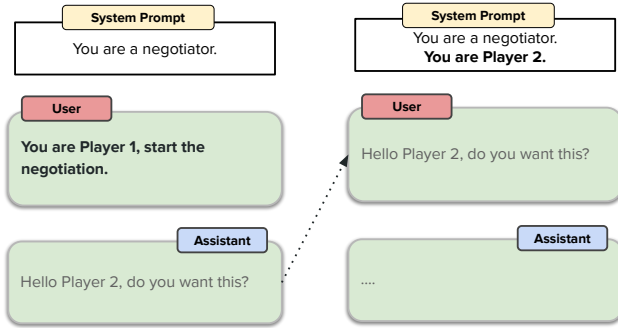 System Prompt
You are a negotiator.
User
You are Player 1, start the
negotiation.
Assistant
Hello Player 2, do you want this?
System Prompt
You are a negotiator.
You are Player 2.
User
Hello Player 2, do you want this?
Assistant
....